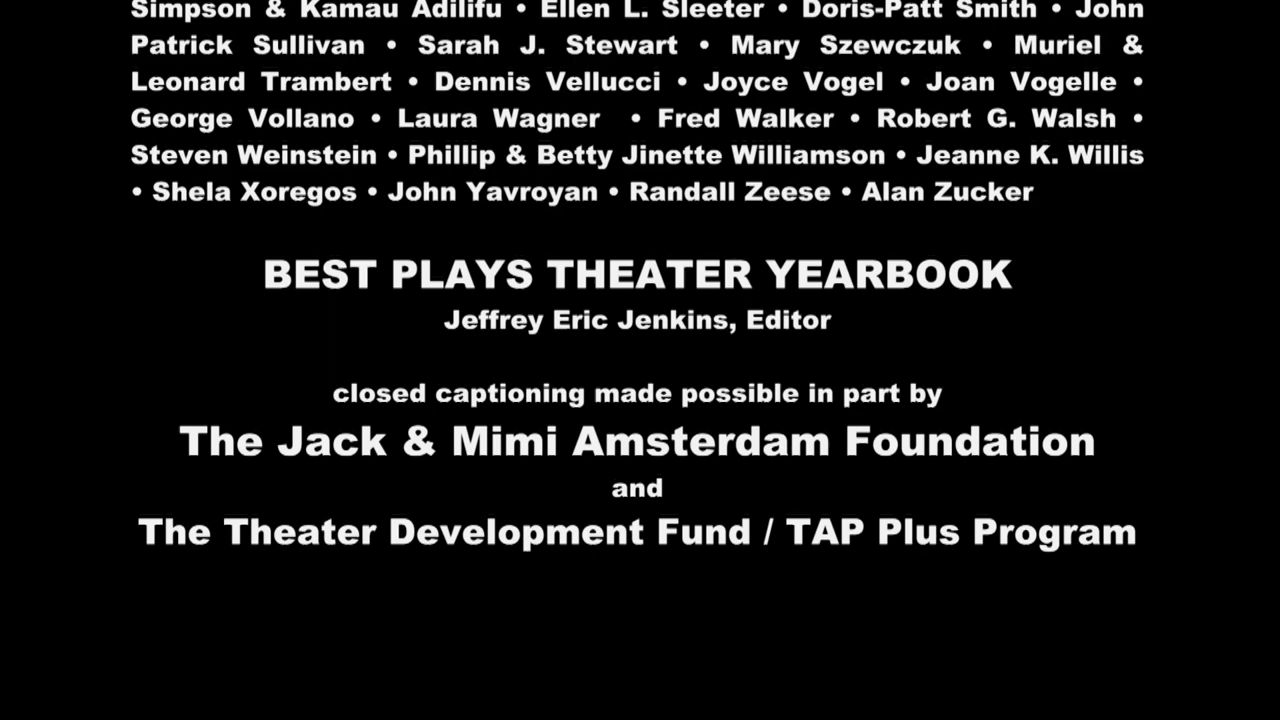 Simpson & Kamau Adilifu • Ellen L. Sleeter • Doris-Patt Smith • John
Patrick Sullivan • Sarah J. Stewart • Mary Szewczuk • Muriel &
Leonard Trambert • Dennis Vellucci • Joyce Vogel • Joan Vogelle •
George Vollano • Laura Wagner • Fred Walker • Robert G. Walsh •
Steven Weinstein • Phillip & Betty Jinette Williamson • Jeanne K. Willis
• Shela Xoregos • John Yavroyan • Randall Zeese • Alan Zucker
BEST PLAYS THEATER YEARBOOK
Jeffrey Eric Jenkins, Editor
closed captioning made possible in part by
The Jack & Mimi Amsterdam Foundation
and
The Theater Development Fund / TAP Plus Program